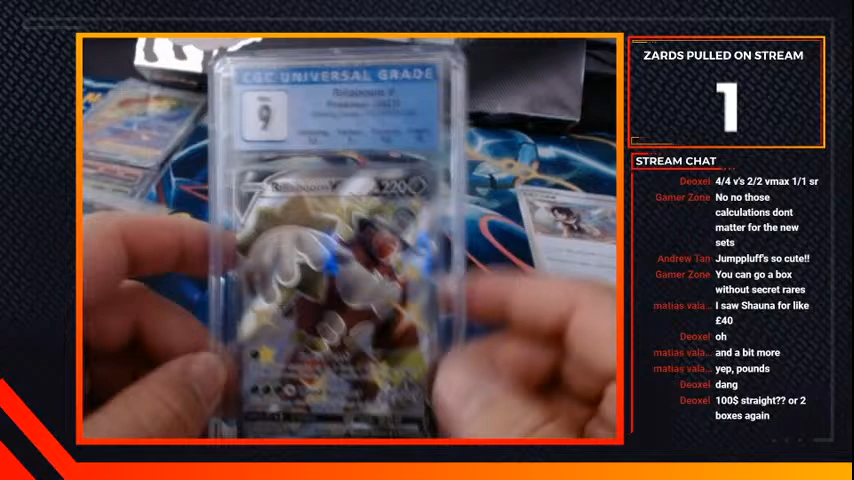 CGC UNIVERSAL GRADE
Rillaboom V
9
Rillaboom V 220
ZARDS PULLED ON STREAM
1
STREAM CHAT
Deoxel 4/4 v's 2/2 vmax 1/1 sr
Gamer Zone No no those
calculations dont
matter for the new
sets
Andrew Tan Jumppluff's so cute!!
Gamer Zone You can go a box
without secret rares
matias vala... I saw Shauna for like
£40
Deoxel oh
matias vala... and a bit more
matias vala... yep, pounds
Deoxel dang
Deoxel 100$ straight?? or 2
boxes again